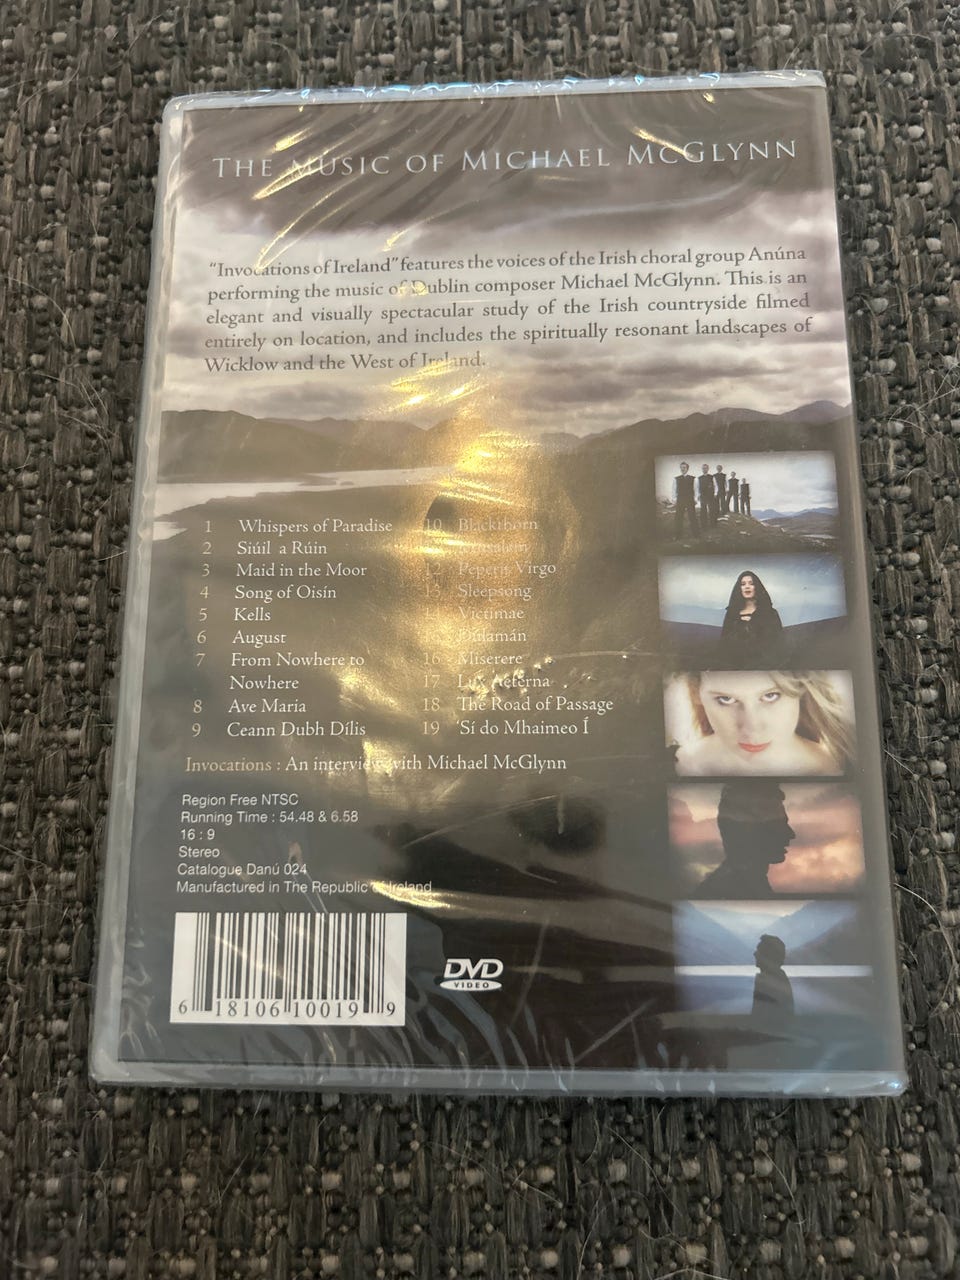 THE MUSIC OF MICHAEL MCGLYNN
“Invocations of Ireland” features the voices of the Irish choral group Anúna
performing the music of Dublin composer Michael McGlynn. This is an
elegant and visually spectacular study of the Irish countryside filmed
entirely on location, and includes the spiritually resonant landscapes of
Wicklow and the West of Ireland.
1 Whispers of Paradise
2 Siúil a Rúin
3 Maid in the Moor
4 Song of Oisín
5 Kells
6 August
7 From Nowhere to
Nowhere
8 Ave Maria
9 Ceann Dubh Dílis
10 Blackthorn
12 Peperit Virgo
13 Sleepsong
Victimae
Dúlamán
16 Miserere
17 Lux Aeterna
18 The Road of Passage
19 ‘Sí do Mhaimeo Í
Invocations : An interview with Michael McGlynn
Region Free NTSC
Running Time : 54.48 & 6.58
16 : 9
Stereo
Catalogue Danú 024
Manufactured in The Republic of Ireland
6 18106 10019 9
DVD
VIDEO